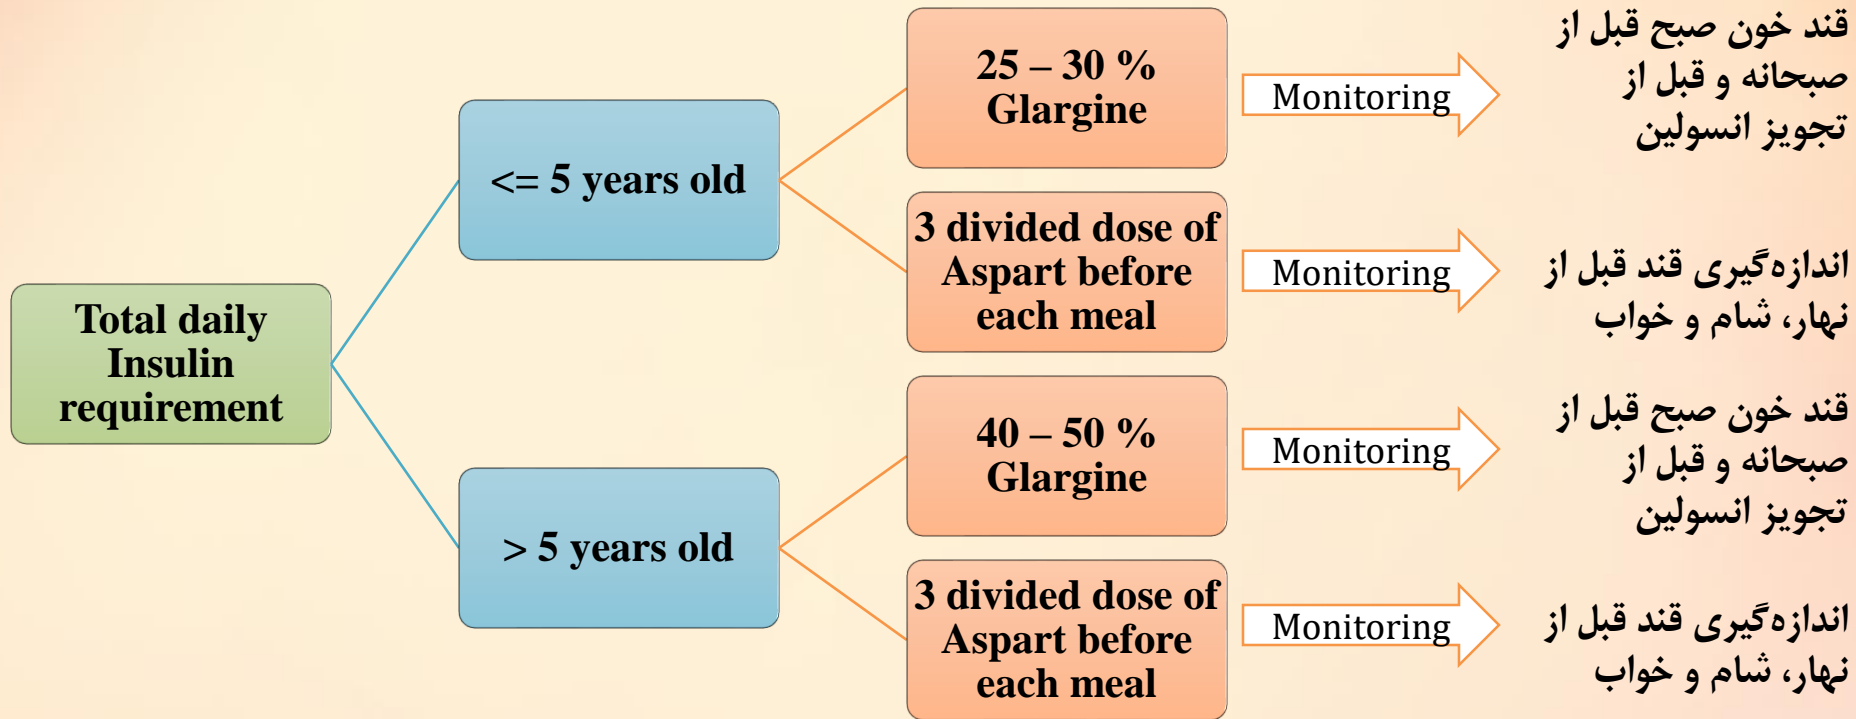 Total daily
Insulin
requirement
<= 5 years old
25 – 30 %
Glargine
Monitoring
قند خون صبح قبل از
صبحانه و قبل از
تجویز انسولین
3 divided dose of
Aspart before
each meal
Monitoring
اندازه‌گیری قند قبل از
نهار، شام و خواب
> 5 years old
40 – 50 %
Glargine
Monitoring
قند خون صبح قبل از
صبحانه و قبل از
تجویز انسولین
3 divided dose of
Aspart before
each meal
Monitoring
اندازه‌گیری قند قبل از
نهار، شام و خواب